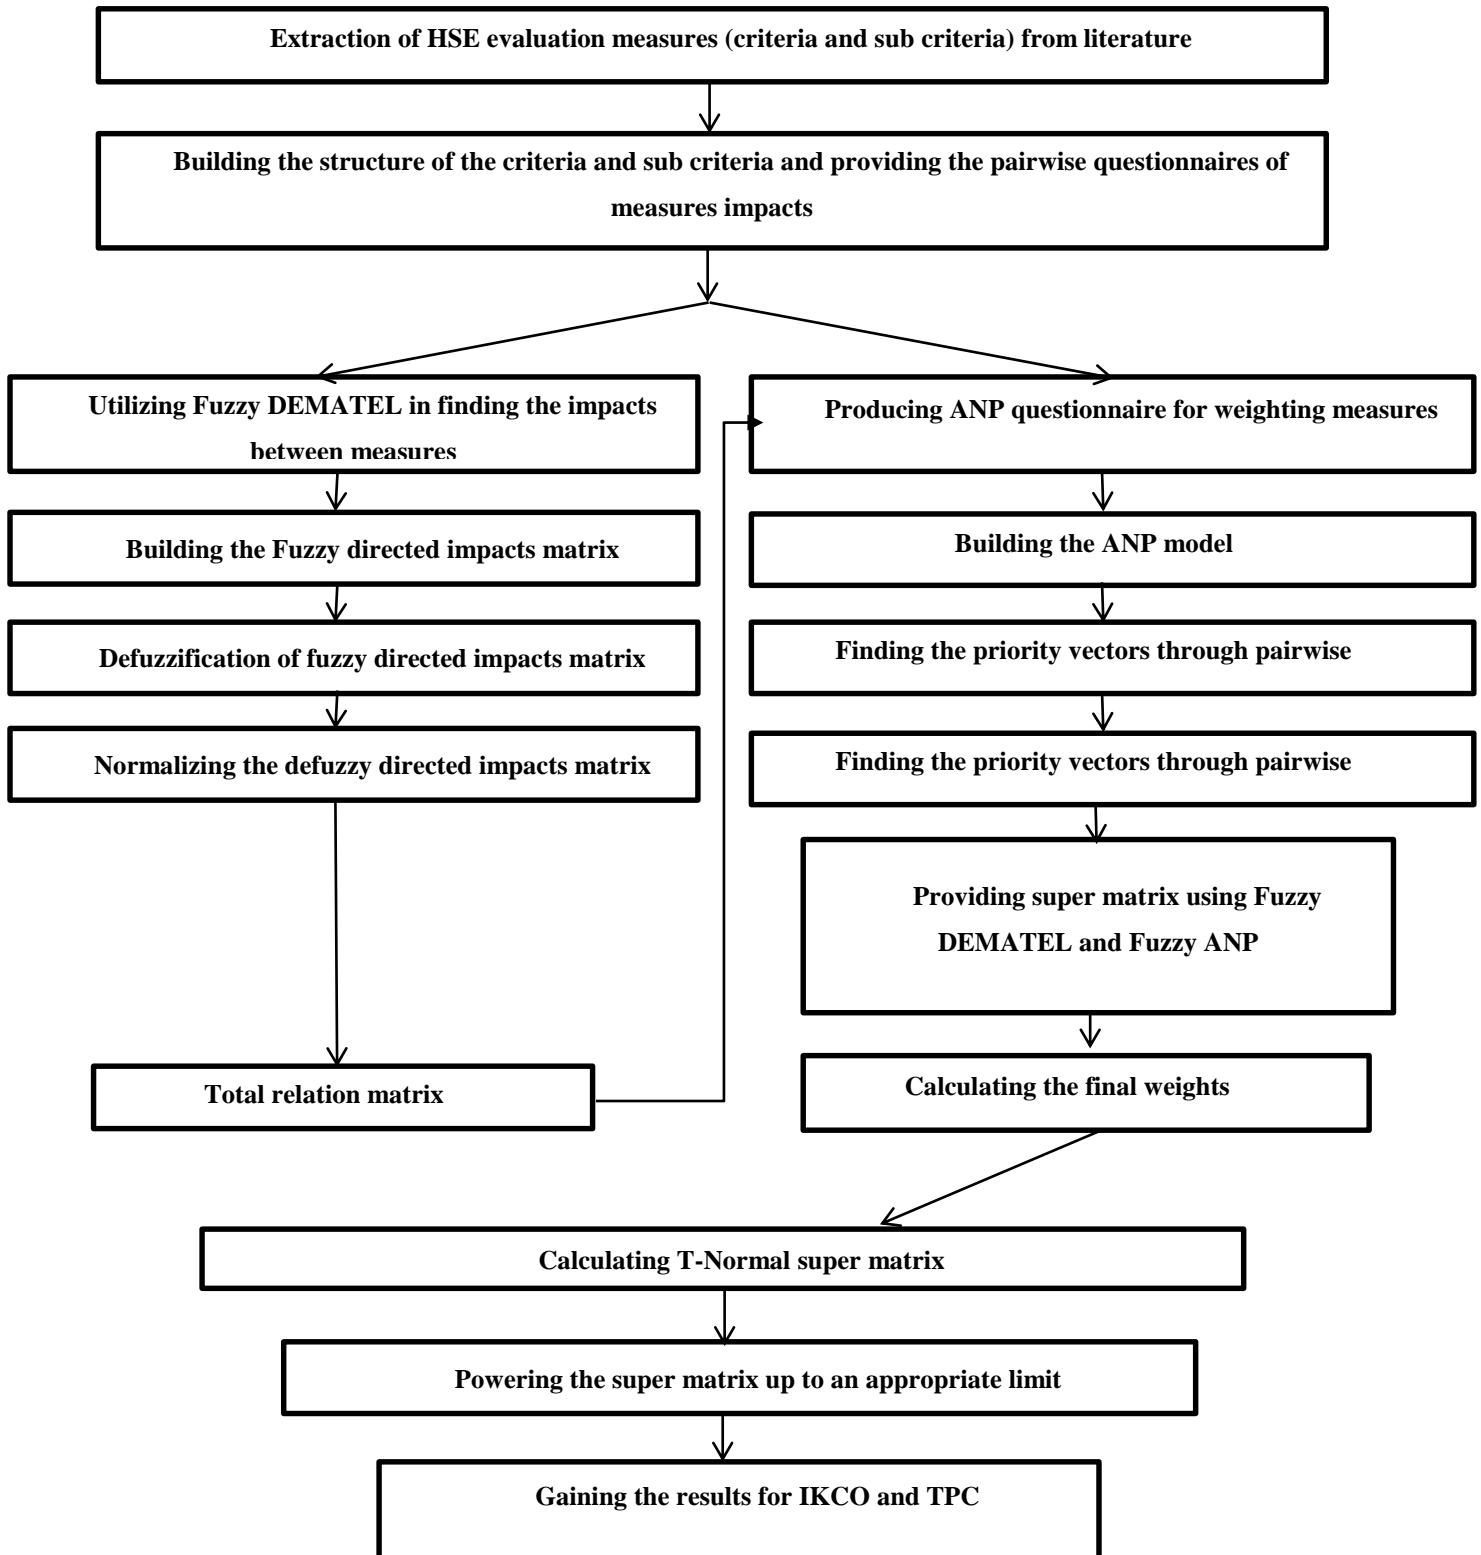 Extraction of HSE evaluation measures (criteria and sub criteria) from literature
Building the structure of the criteria and sub criteria and providing the pairwise questionnaires of
measures impacts
Utilizing Fuzzy DEMATEL in finding the impacts
between measures
Building the Fuzzy directed impacts matrix
Defuzzification of fuzzy directed impacts matrix
Normalizing the defuzzy directed impacts matrix
Total relation matrix
Producing ANP questionnaire for weighting measures
Building the ANP model
Finding the priority vectors through pairwise
Finding the priority vectors through pairwise
Providing super matrix using Fuzzy
DEMATEL and Fuzzy ANP
Calculating the final weights
Calculating T-Normal super matrix
Powering the super matrix up to an appropriate limit
Gaining the results for IKCO and TPC